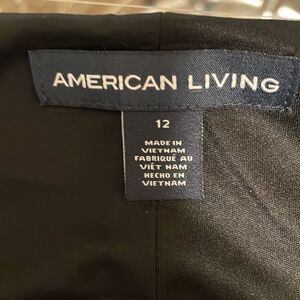 AMERICAN LIVING
12
MADE IN
VIETNAM
FABRIQUÉ AU
VIÊT NAM
HECHO EN
VIETNAM